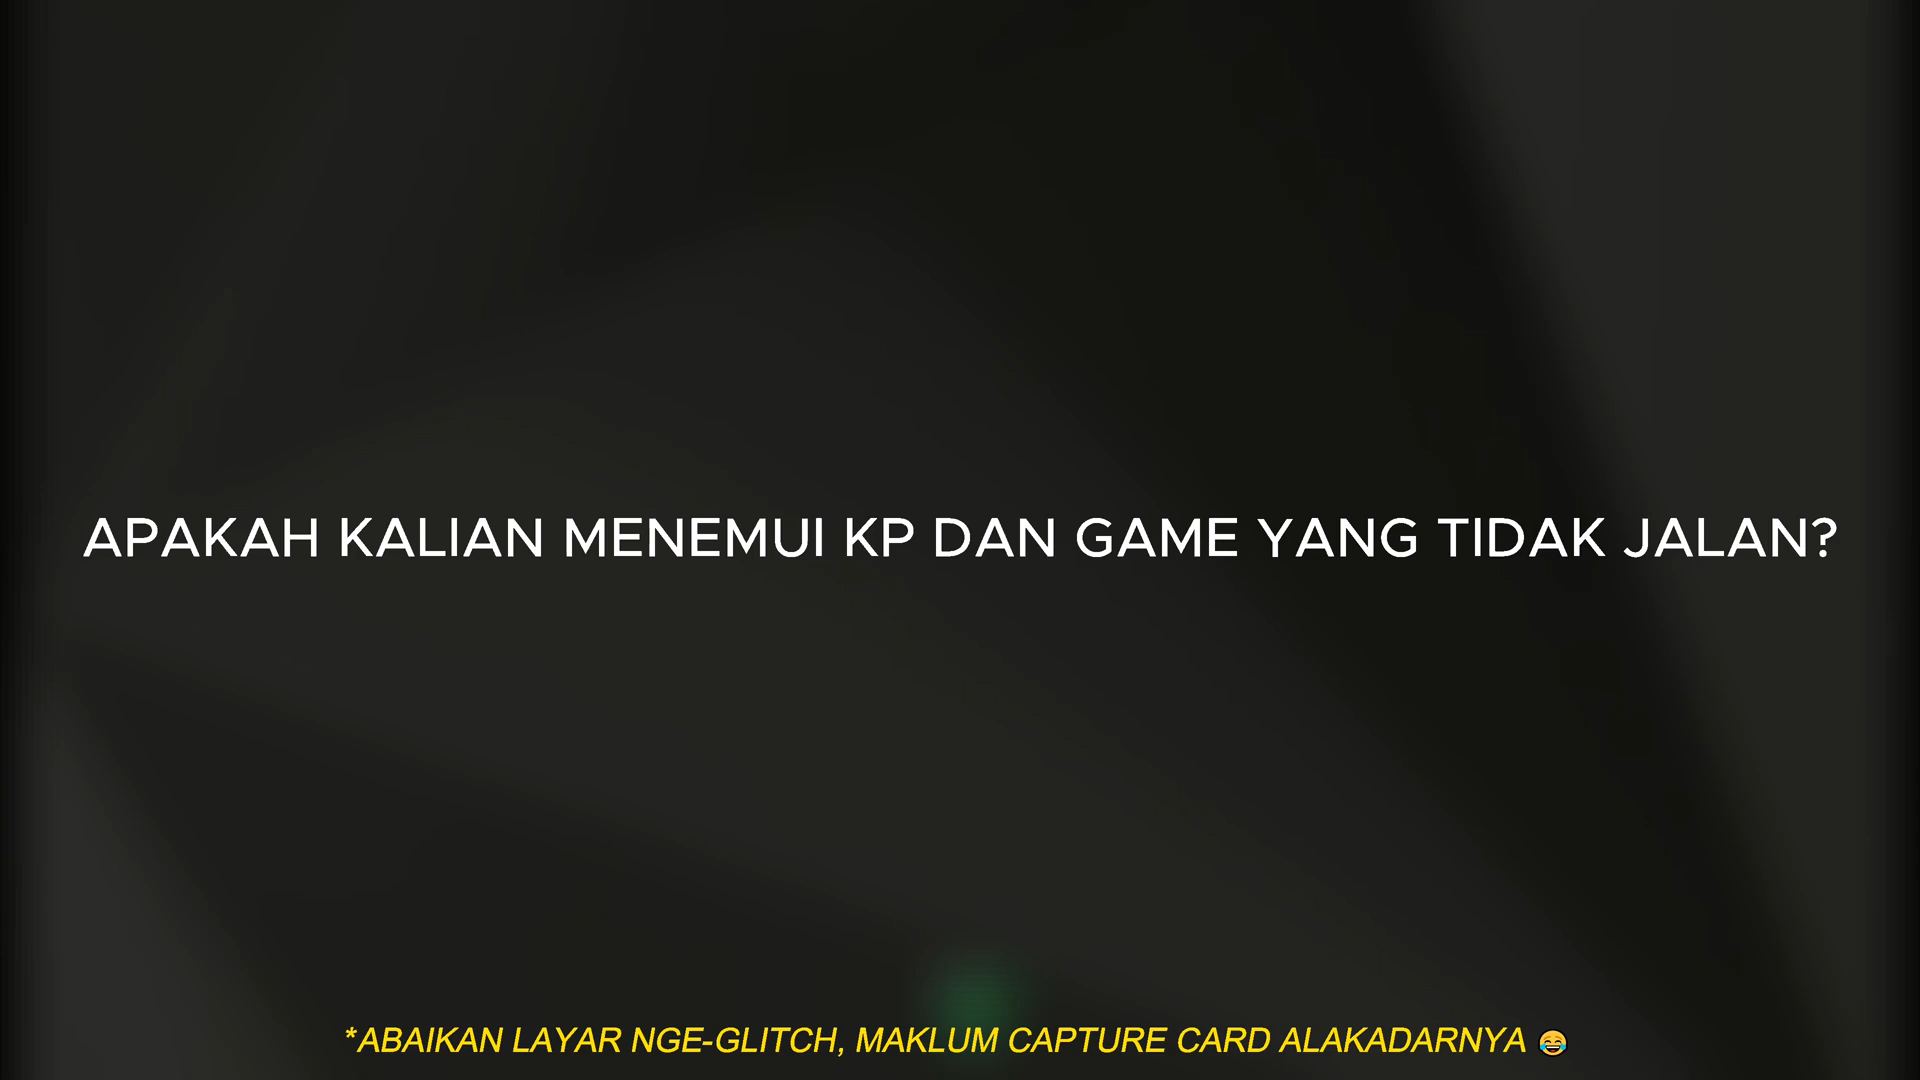 APAKAH KALIAN MENEMUI KP DAN GAME YANG TIDAK JALAN?
*ABAIKAN LAYAR NGE-GLITCH, MAKLUM CAPTURE CARD ALAKADARNYA 😂